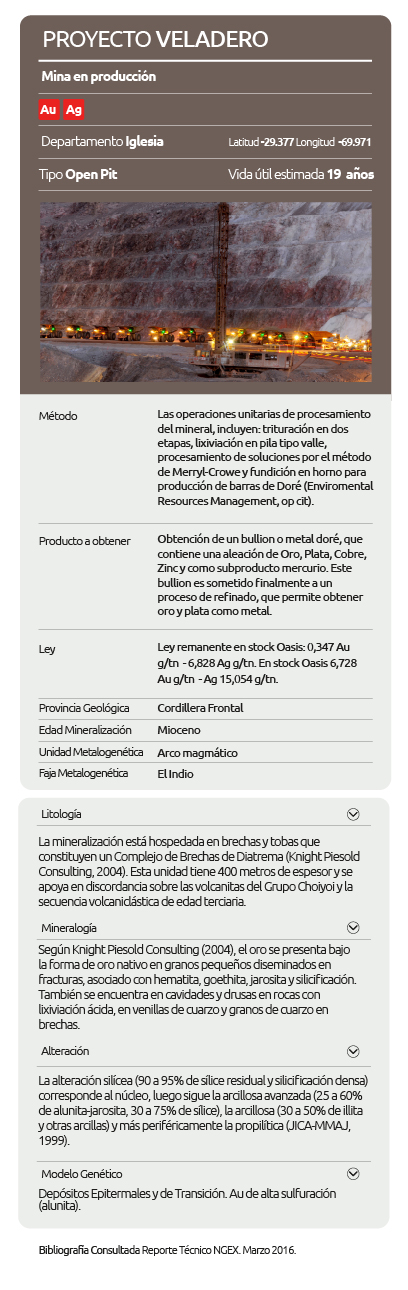 PROYECTO VELADERO
Mina en producción
Au Ag
Departamento Iglesia Latitud -29.377 Longitud -69.971
Tipo Open Pit Vida útil estimada 19 años
Método
Las operaciones unitarias de procesamiento
del mineral, incluyen: trituración en dos
etapas, lixiviación en pila tipo valle,
procesamiento de soluciones por el método
de Merryl-Crowe y fundición en horno para
producción de barras de Doré (Enviromental
Resources Management, op cit).
Producto a obtener
Obtención de un bullion o metal doré, que
contiene una aleación de Oro, Plata, Cobre,
Zinc y como subproducto mercurio. Este
bullion es sometido finalmente a un
proceso de refinado, que permite obtener
oro y plata como metal.
Ley
Ley remanente en stock Oasis: 0,347 Au
g/tn - 6,828 Ag g/tn. En stock Oasis 6,728
Au g/tn - Ag 15,054 g/tn.
Provincia Geológica Cordillera Frontal
Edad Mineralización Mioceno
Unidad Metalogenética Arco magmático
Faja Metalogenética El Indio
Litología
La mineralización está hospedada en brechas y tobas que
constituyen un Complejo de Brechas de Diatrema (Knight Piesold
Consulting, 2004). Esta unidad tiene 400 metros de espesor y se
apoya en discordancia sobre las volcanitas del Grupo Choiyoi y la
secuencia volcaniclástica de edad terciaria.
Mineralogía
Según Knight Piesold Consulting (2004), el oro se presenta bajo
la forma de oro nativo en granos pequeños diseminados en
fracturas, asociado con hematita, goethita, jarosita y silicificación.
También se encuentra en cavidades y drusas en rocas con
lixiviación ácida, en venillas de cuarzo y granos de cuarzo en
brechas.
Alteración
La alteración silícea (90 a 95% de sílice residual y silicificación densa)
corresponde al núcleo, luego sigue la arcillosa avanzada (25 a 60%
de alunita-jarosita, 30 a 75% de sílice), la arcillosa (30 a 50% de illita
y otras arcillas) y más periféricamente la propilítica (JICA-MMAJ,
1999).
Modelo Genético
Depósitos Epitermales y de Transición. Au de alta sulfuración
(alunita).
Bibliografía Consultada Reporte Técnico NGEX. Marzo 2016.